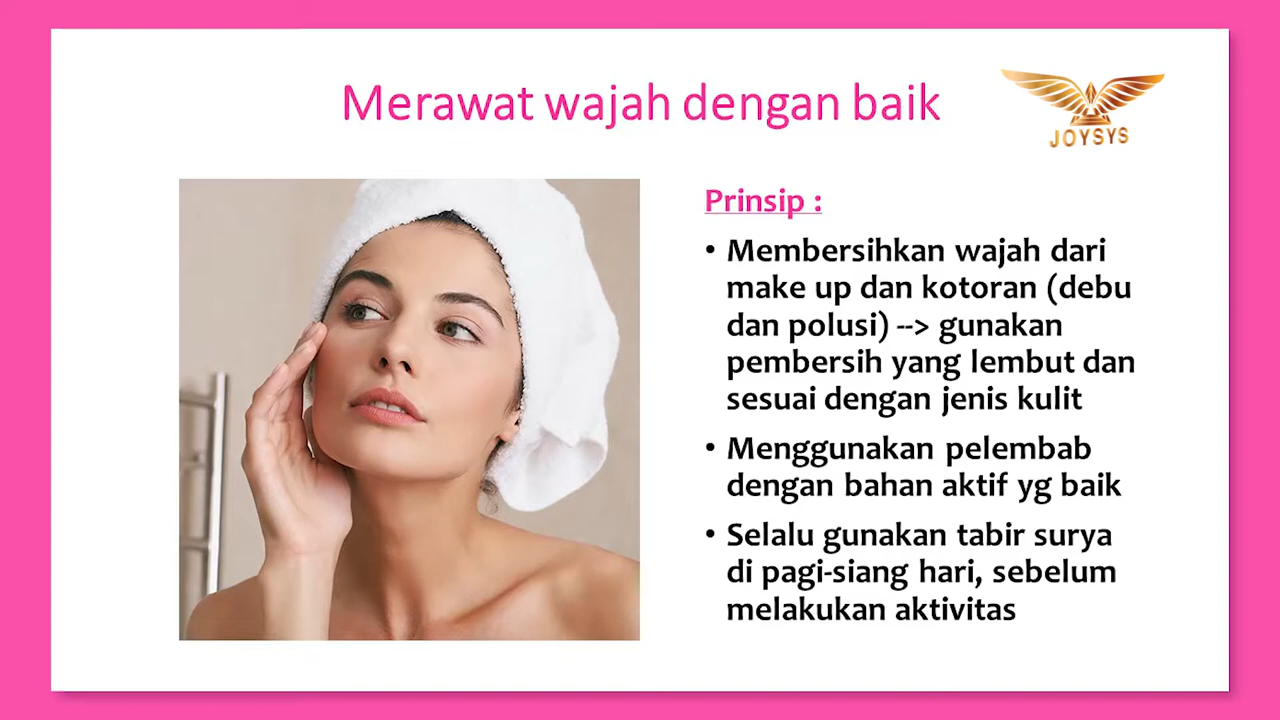 Merawat wajah dengan baik
JOYSYS
Prinsip :
• Membersihkan wajah dari
make up dan kotoran (debu
dan polusi) --> gunakan
pembersih yang lembut dan
sesuai dengan jenis kulit
• Menggunakan pelembab
dengan bahan aktif yg baik
• Selalu gunakan tabir surya
di pagi-siang hari, sebelum
melakukan aktivitas